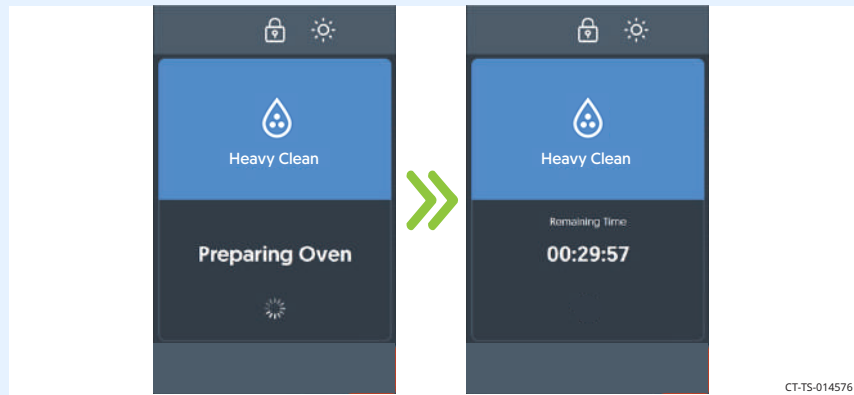 Heavy Clean
Preparing Oven
Heavy Clean
Remaining Time
00:29:57
CT-TS-014576